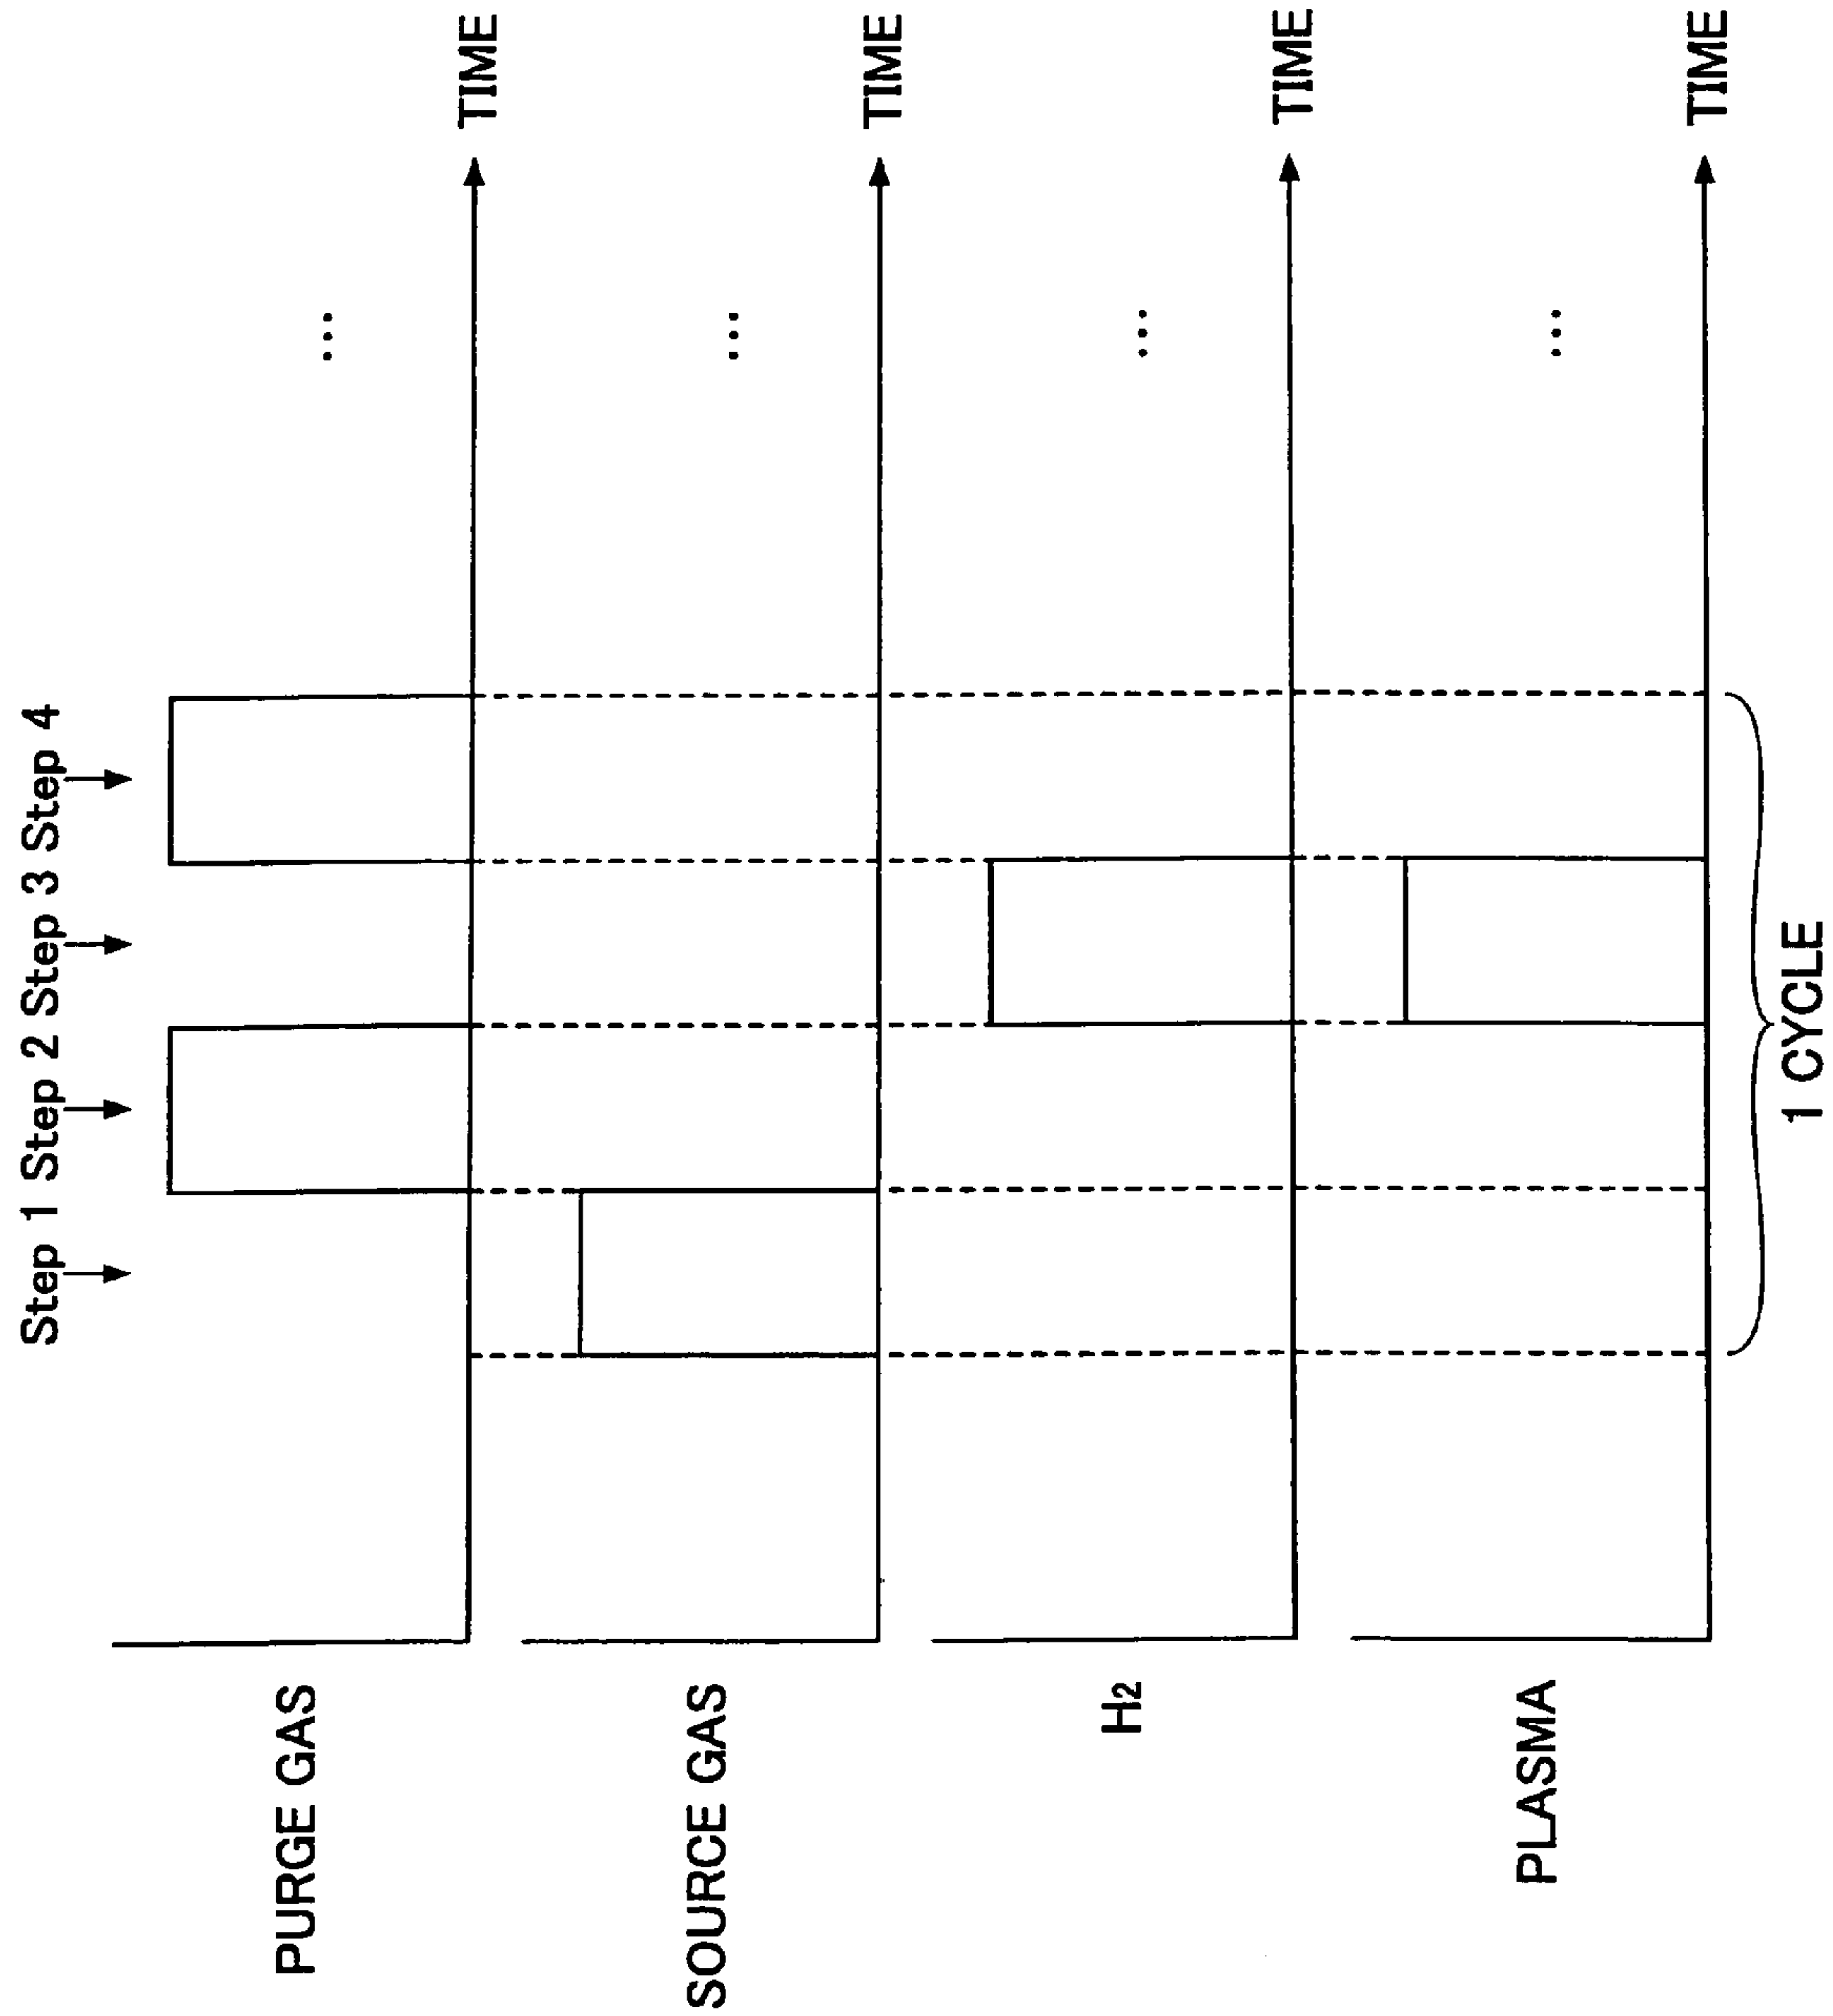 Step 1 Step 2 Step 3 Step 4
PURGE GAS
...
TIME
SOURCE GAS
...
TIME
H2
...
TIME
PLASMA
...
TIME
1 CYCLE